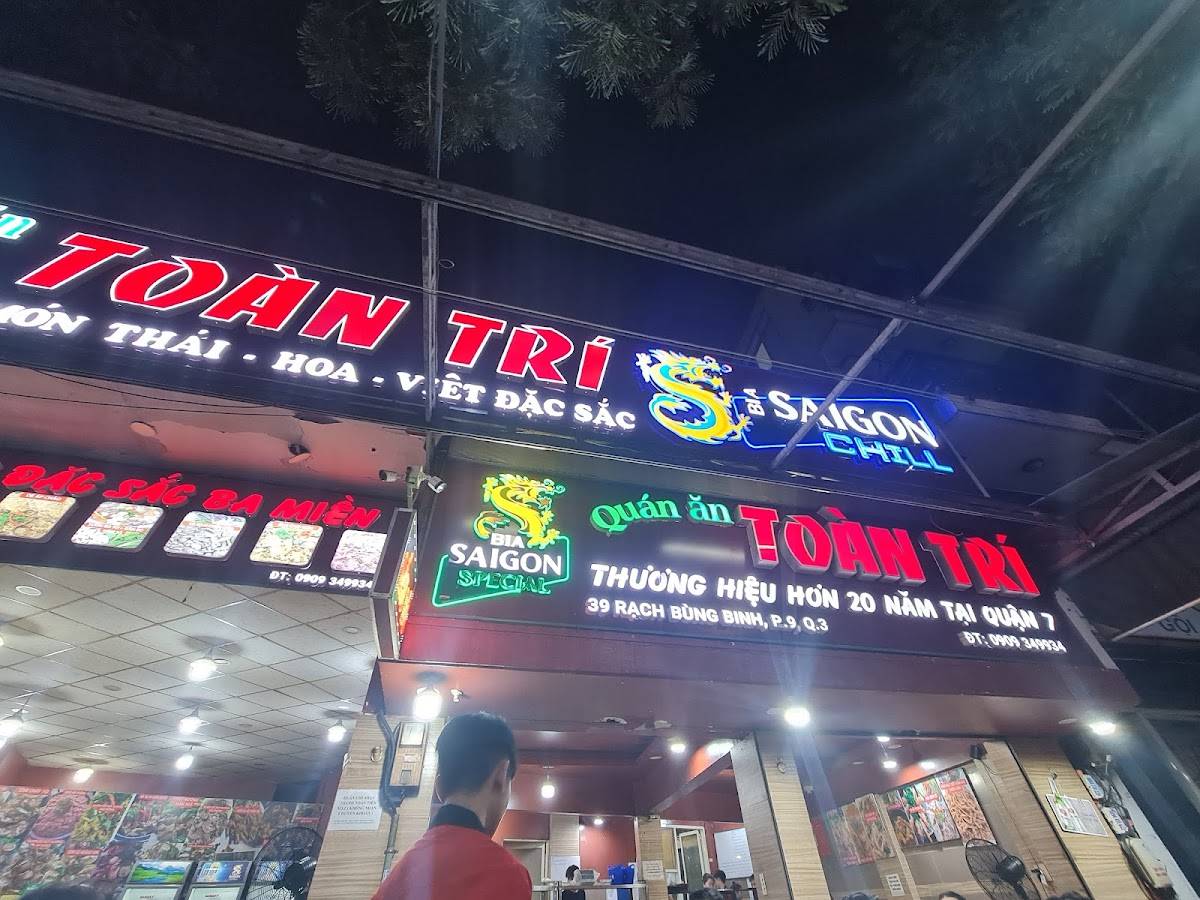 TOÀN TRÍ
MÓN THÁI - HOA - VIỆT ĐẶC SẮC
BIA SAIGON
CHILL
ĐẶC SẮC BA MIỀN
ĐT: 0909 349934
BIA
SAIGON
SPECIAL
Quán ăn TOÀN TRÍ
THƯƠNG HIỆU HƠN 20 NĂM TẠI QUẬN 7
39 RẠCH BÙNG BINH, P.9, Q.3
ĐT: 0909 349934